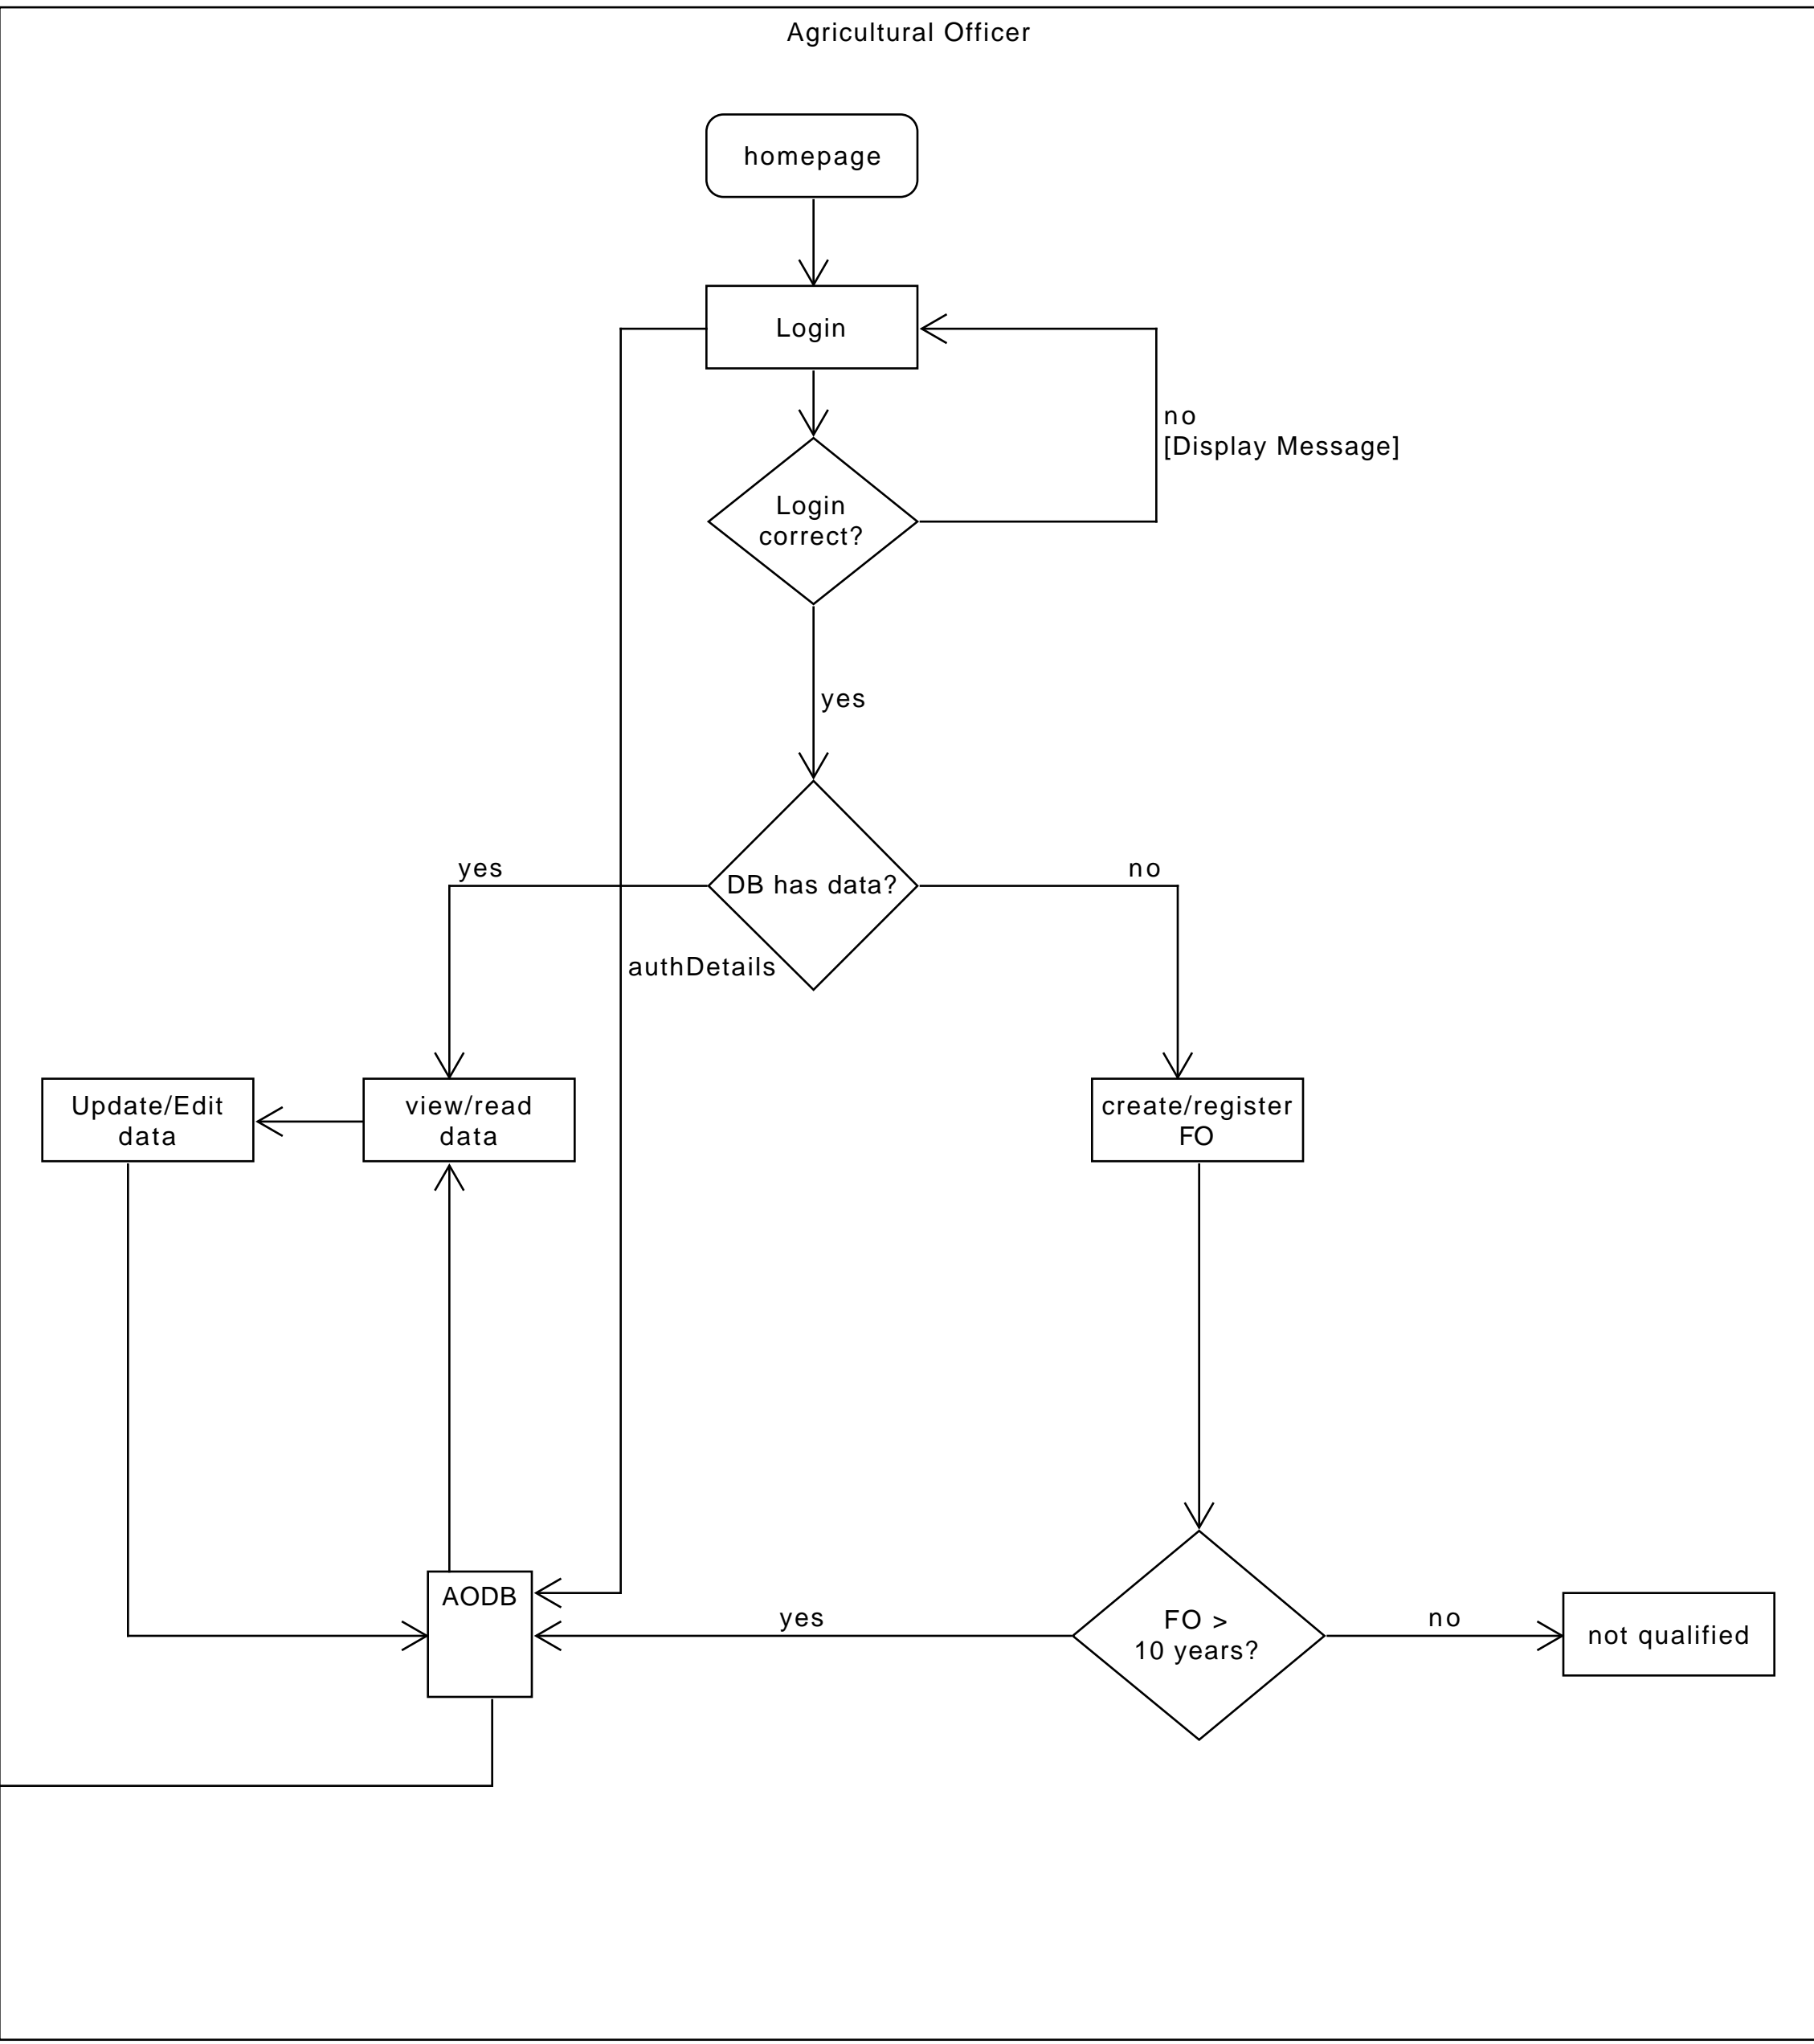 Agricultural Officer
homepage
Login
no
[Display Message]
Login
correct?
yes
yes
DB has data?
no
authDetails
Update/Edit
data
view/read
data
create/register
FO
AODB
yes
FO >
10 years?
no
not qualified